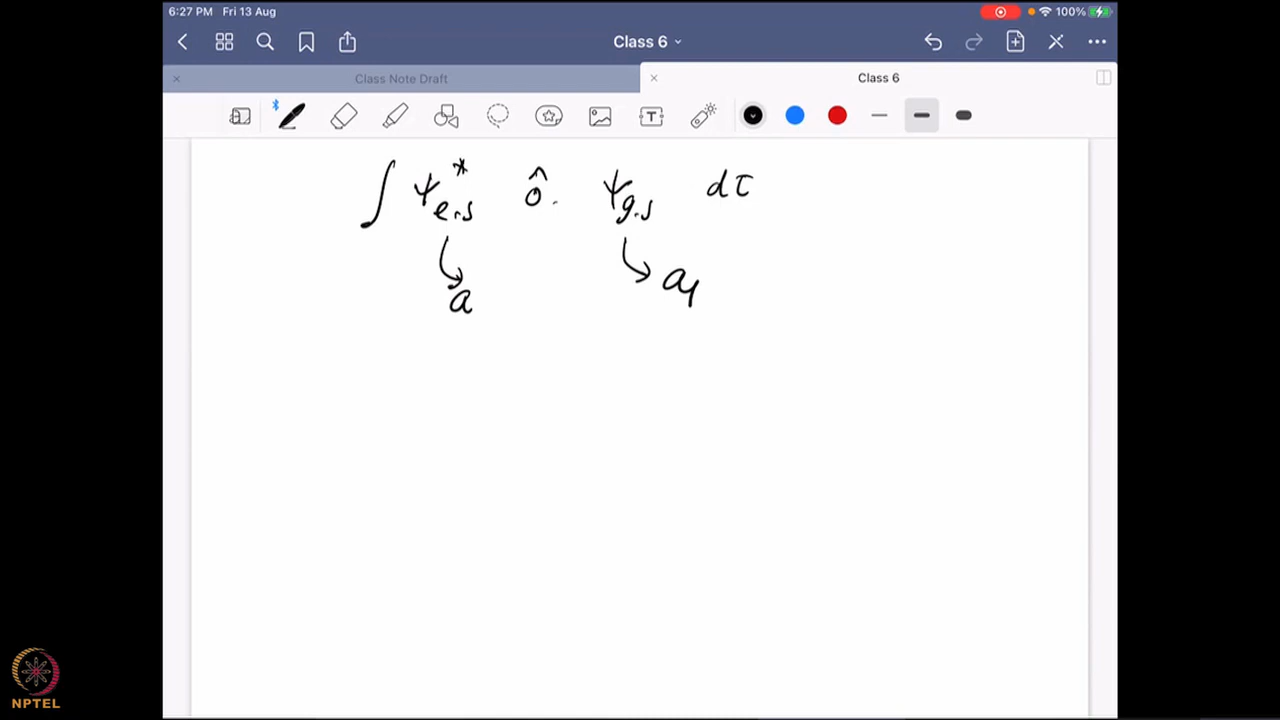 6:27 PM Fri 13 Aug 100%
Class 6
Class Note Draft Class 6
T
∫ ψ*e.s ô. ψg.s dτ
a a1
NPTEL